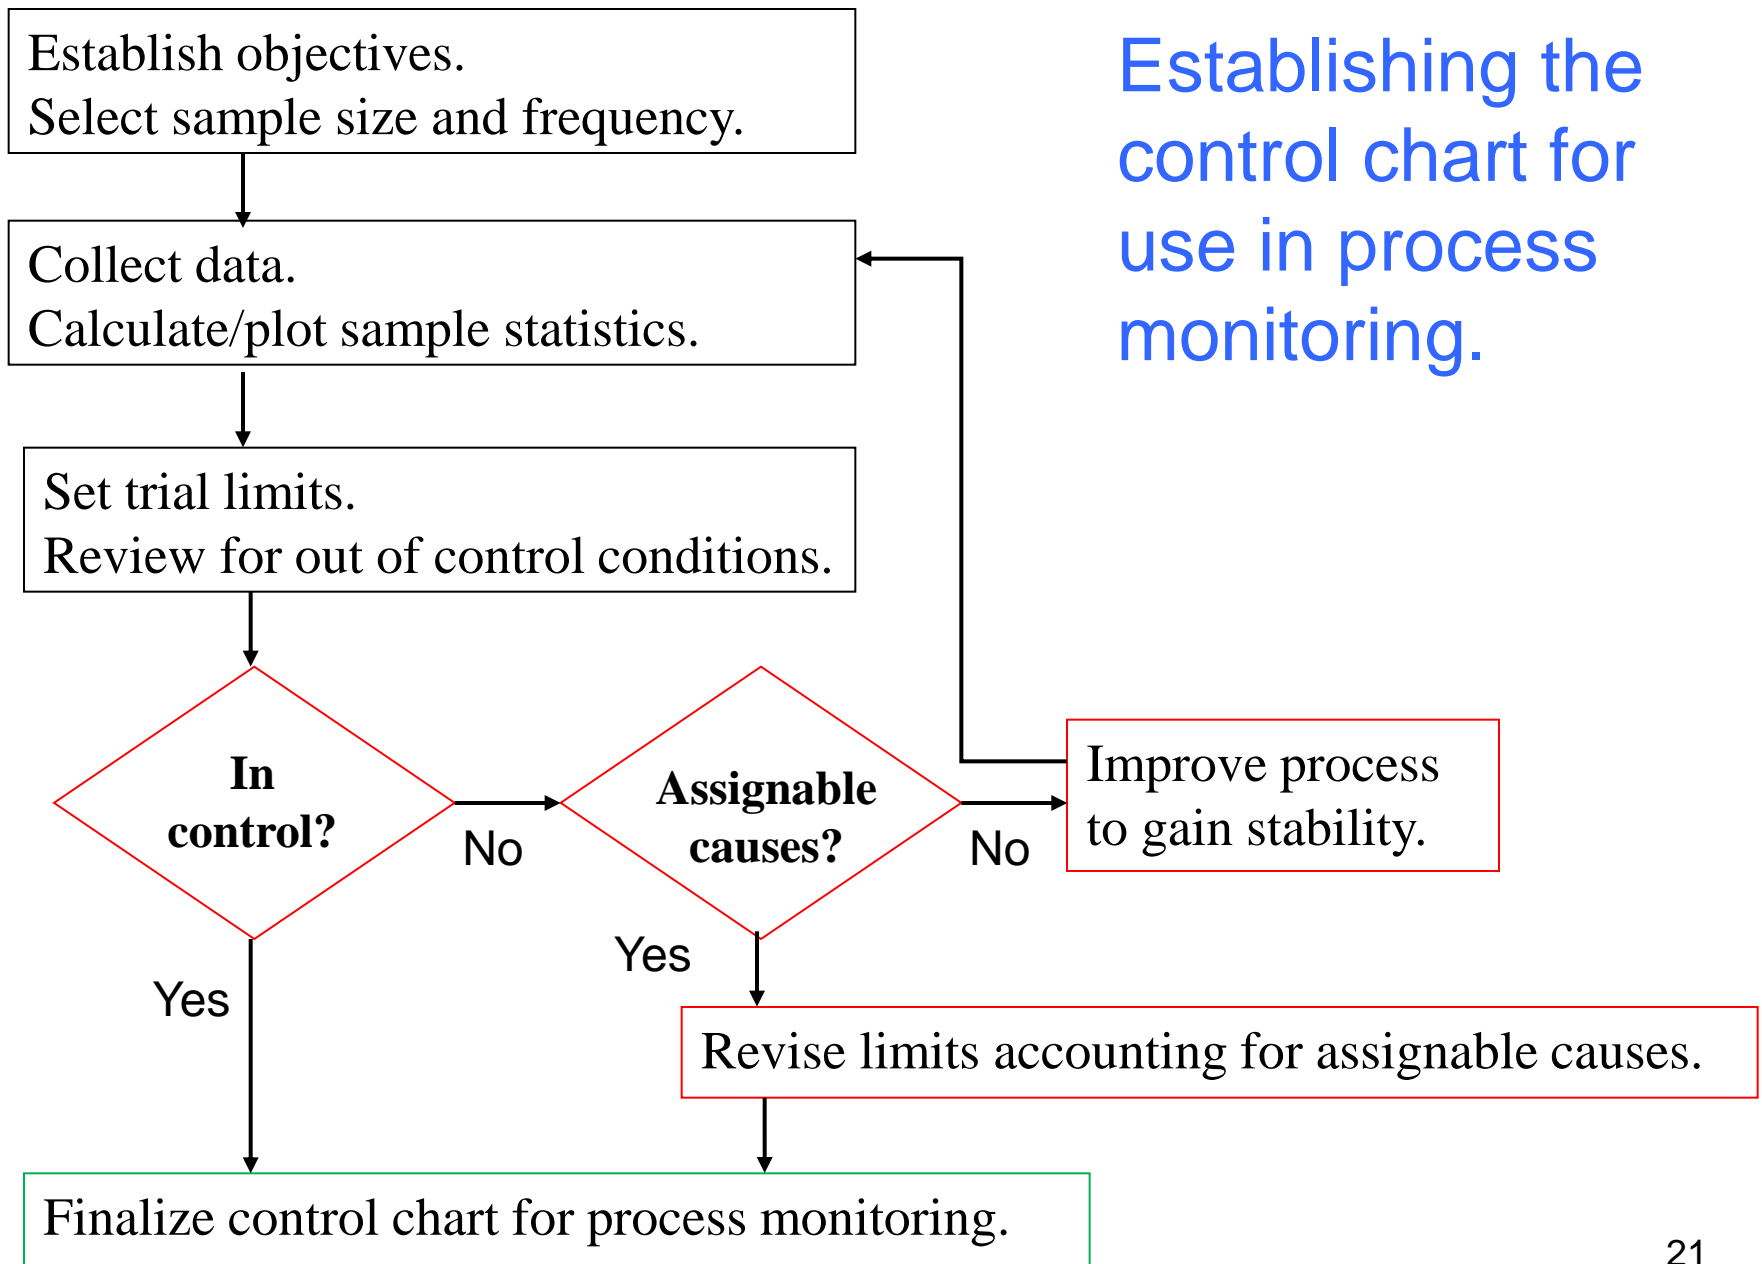 Establish objectives.
Select sample size and frequency.
Establishing the
control chart for
use in process
monitoring.
Collect data.
Calculate/plot sample statistics.
Set trial limits.
Review for out of control conditions.
In
control?
No
Assignable
causes?
No
Improve process
to gain stability.
Yes
Yes
Revise limits accounting for assignable causes.
Finalize control chart for process monitoring.
21